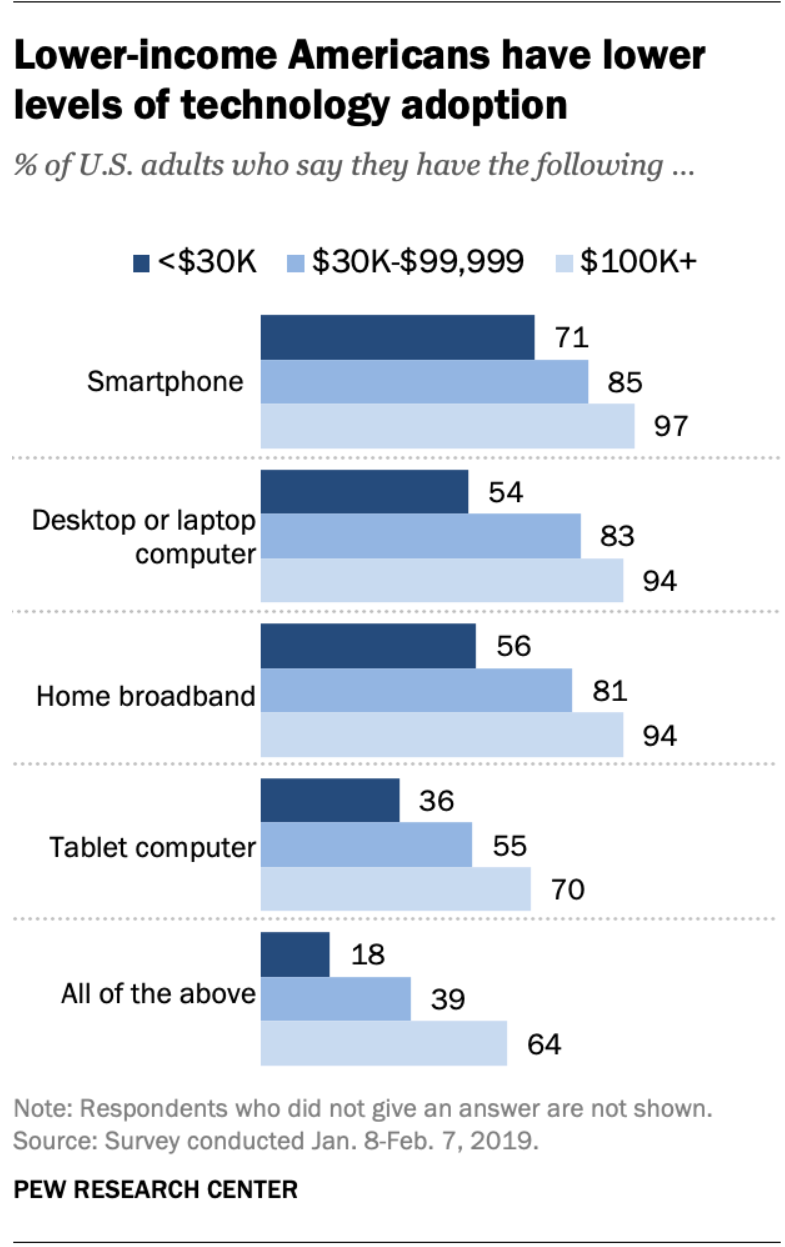 Lower-income Americans have lower
levels of technology adoption
% of U.S. adults who say they have the following ...
<$30K $30K-$99,999 $100K+
Smartphone
71
85
97
Desktop or laptop
computer
54
83
94
Home broadband
56
81
94
Tablet computer
36
55
70
All of the above
18
39
64
Note: Respondents who did not give an answer are not shown.
Source: Survey conducted Jan. 8-Feb. 7, 2019.
PEW RESEARCH CENTER